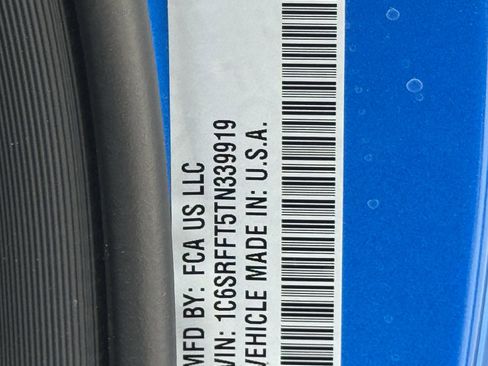 MFD BY: FCA US LLC
VIN: 1C6SRFFT5TN339919
VEHICLE MADE IN: U.S.A.